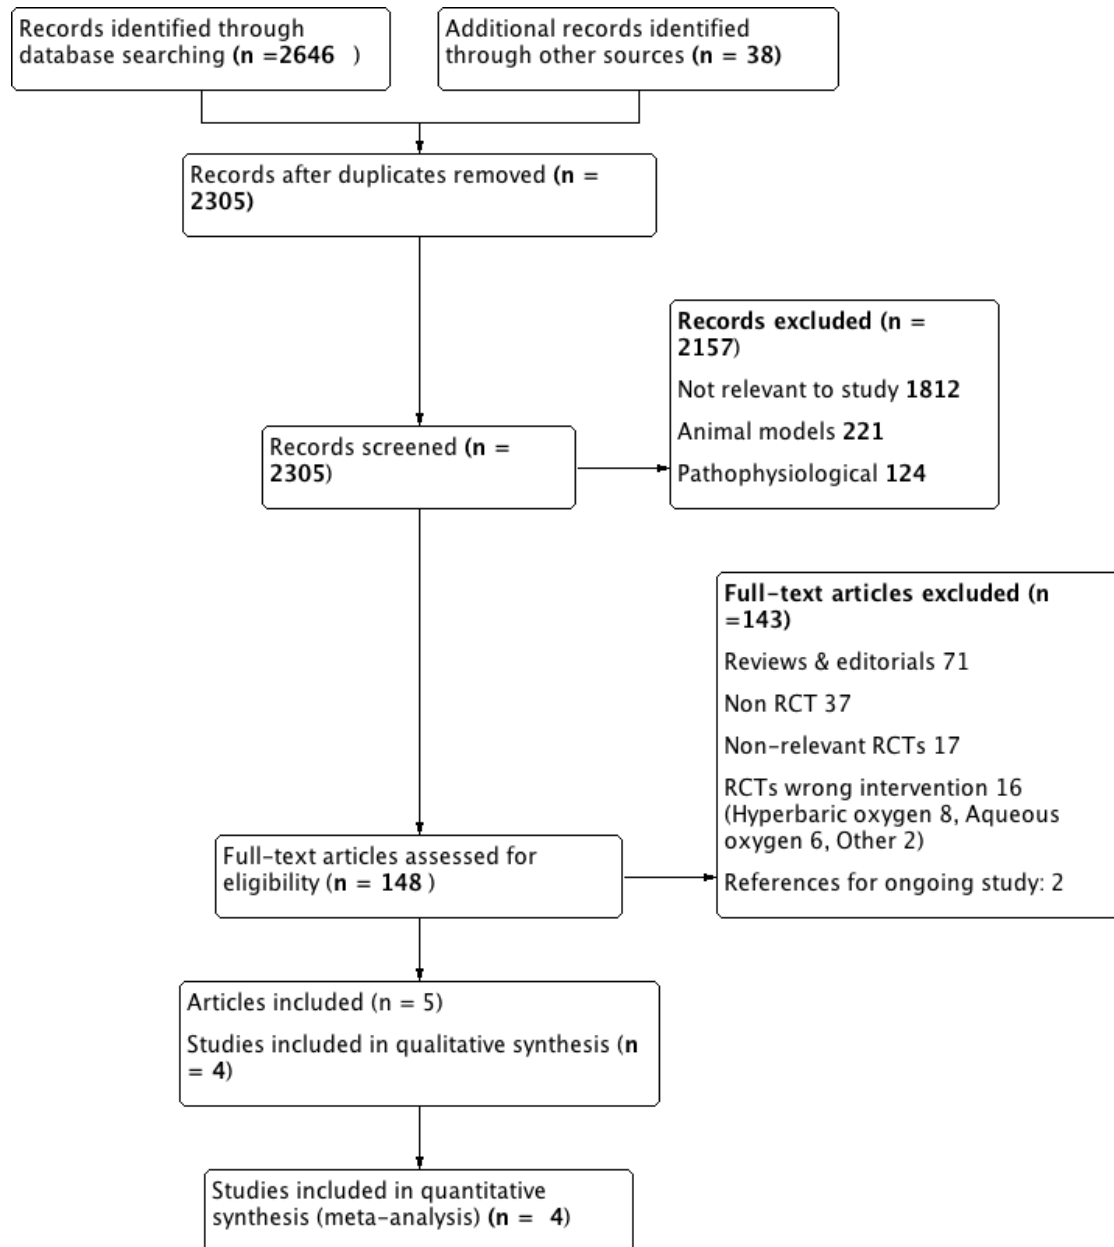 Records identified through
database searching (n =2646   )
Additional records identified
through other sources (n = 38)
Records after duplicates removed (n =
2305)
Records excluded (n =
2157)
Not relevant to study 1812
Animal models 221
Pathophysiological 124
Records screened (n =
2305)
Full-text articles excluded (n
=143)
Reviews & editorials 71
Non RCT 37
Non-relevant RCTs 17
RCTs wrong intervention 16
(Hyperbaric oxygen 8, Aqueous
oxygen 6, Other 2)
References for ongoing study: 2
Full-text articles assessed for
eligibility (n = 148 )
Articles included (n = 5)
Studies included in qualitative synthesis (n
= 4)
Studies included in quantitative
synthesis (meta-analysis) (n =  4)